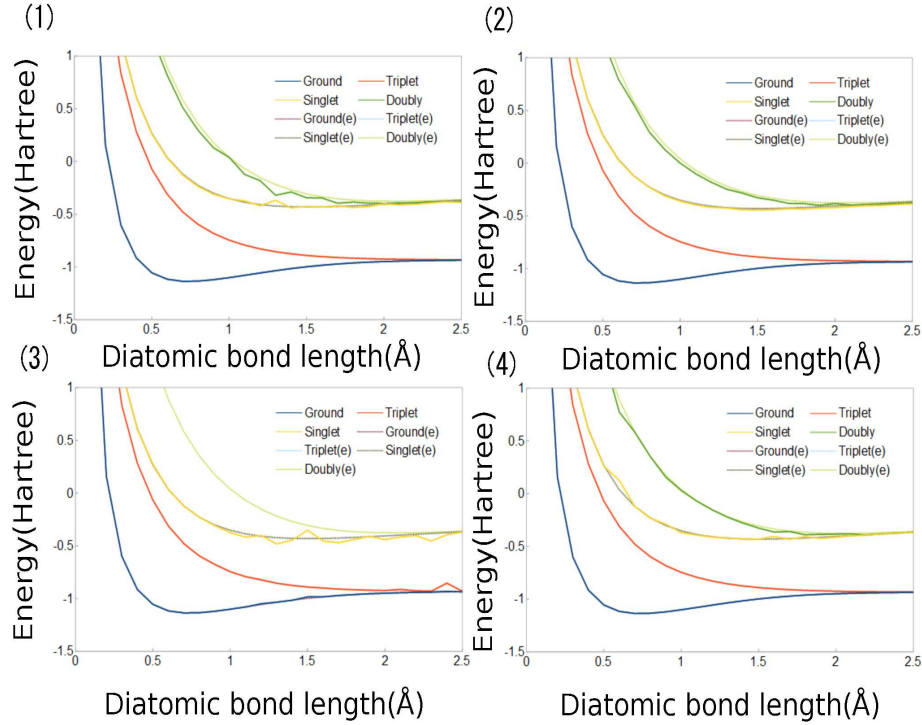 (1)
Energy(Hartree)
1
0.5
0
-0.5
-1
-1.5
Ground Triplet
Singlet Doubly
Ground(e) Triplet(e)
Singlet(e) Doubly(e)
0 0.5 1 1.5 2 2.5
Diatomic bond length(Å)
(2)
Energy(Hartree)
1
0.5
0
-0.5
-1
-1.5
Ground Triplet
Singlet Doubly
Ground(e) Triplet(e)
Singlet(e) Doubly(e)
0 0.5 1 1.5 2 2.5
Diatomic bond length(Å)
(3)
Energy(Hartree)
1
0.5
0
-0.5
-1
-1.5
Ground Triplet
Singlet Ground(e)
Triplet(e) Singlet(e)
Doubly(e)
0 0.5 1 1.5 2 2.5
Diatomic bond length(Å)
(4)
Energy(Hartree)
1
0.5
0
-0.5
-1
-1.5
Ground Triplet
Singlet Doubly
Ground(e) Triplet(e)
Singlet(e) Doubly(e)
0 0.5 1 1.5 2 2.5
Diatomic bond length(Å)